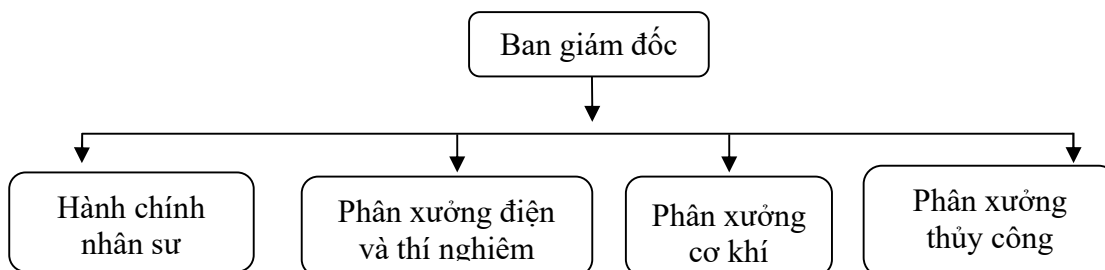 Ban giám đốc
Hành chính
nhân sư
Phân xưởng điện
và thí nghiêm
Phân xưởng
cơ khí
Phân xưởng
thủy công